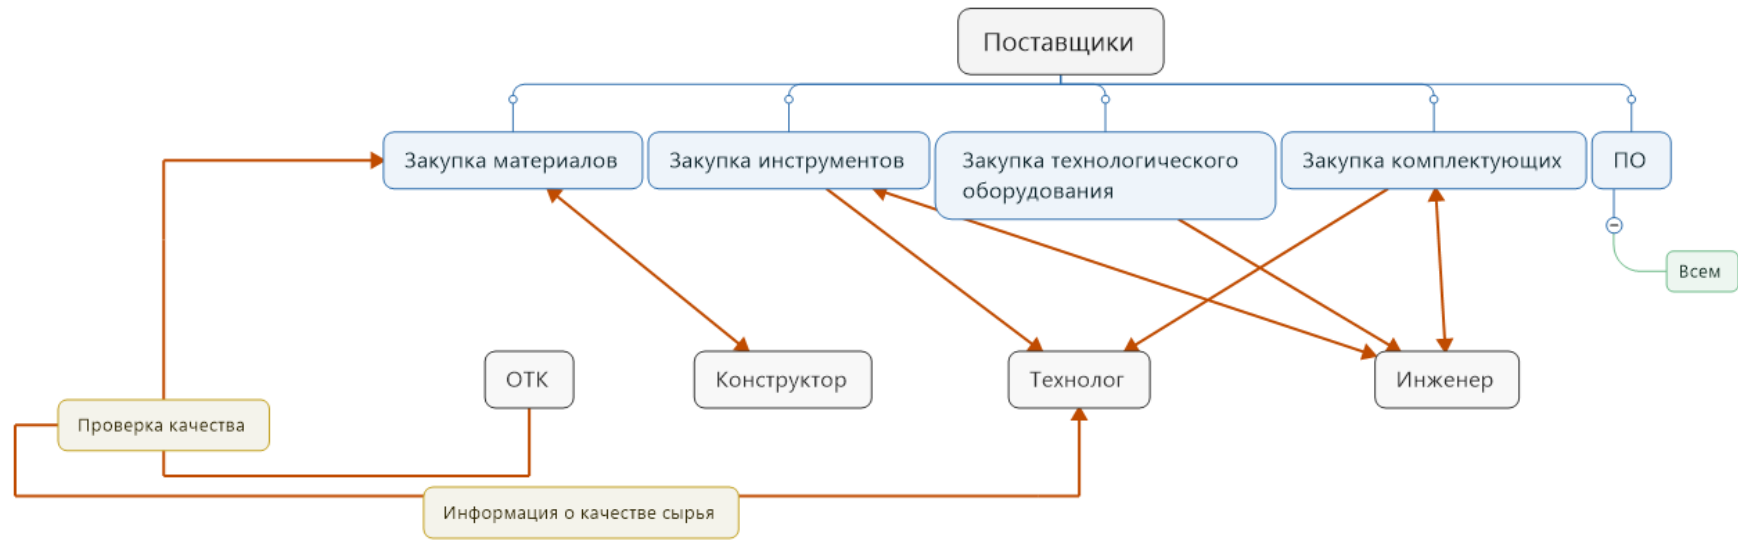 Поставщики
Закупка материалов
Закупка инструментов
Закупка технологического
оборудования
Закупка комплектующих
ПО
Всем
ОТК
Конструктор
Технолог
Инженер
Проверка качества
Информация о качестве сырья